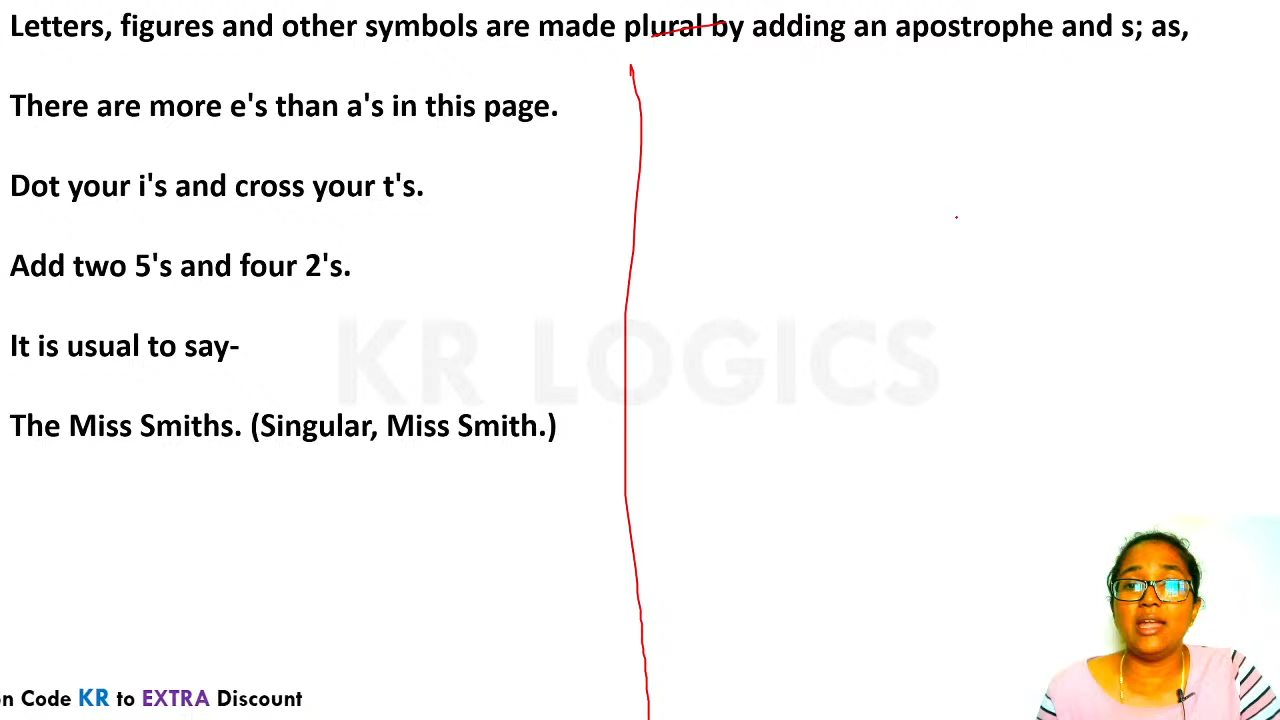 Letters, figures and other symbols are made plural by adding an apostrophe and s; as,
There are more e's than a's in this page.
Dot your i's and cross your t's.
Add two 5's and four 2's.
It is usual to say-
KR LOGICS
The Miss Smiths. (Singular, Miss Smith.)
on Code KR to EXTRA Discount